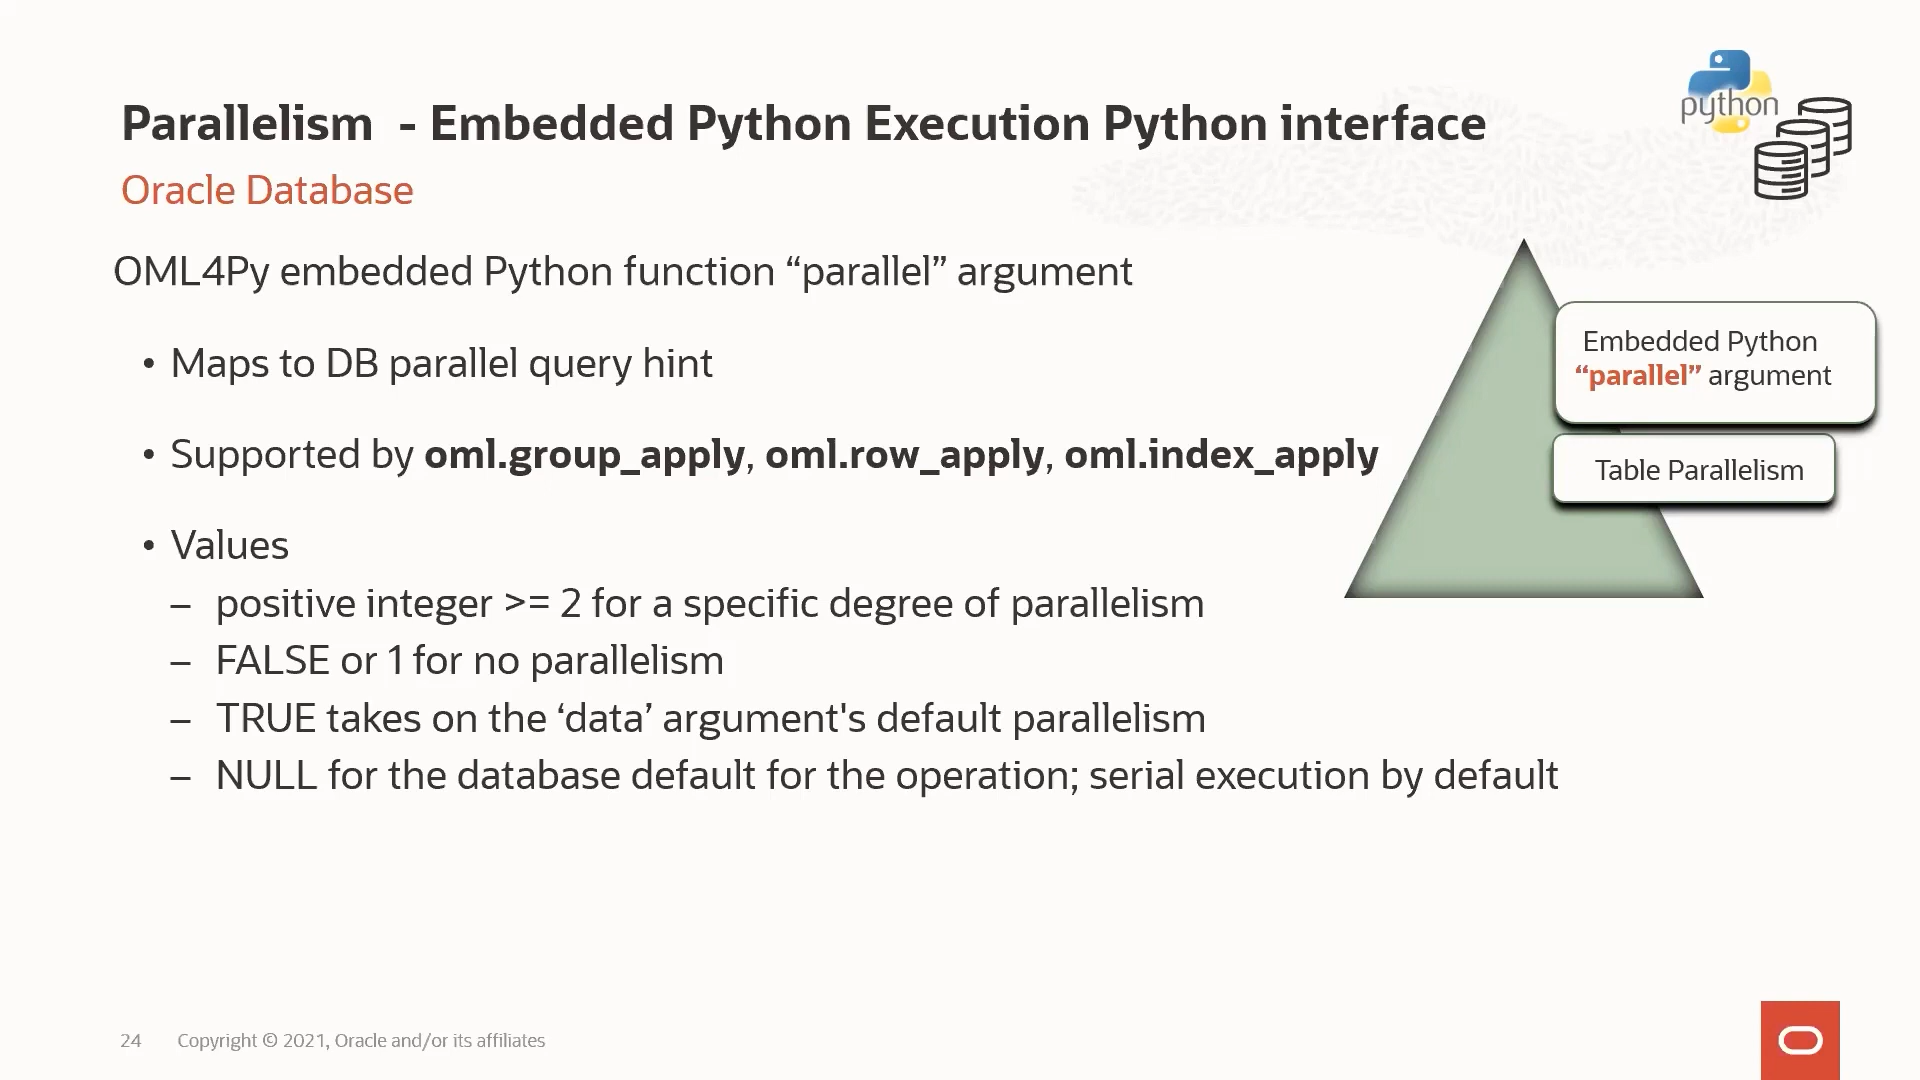 python
Parallelism - Embedded Python Execution Python interface
Oracle Database
OML4Py embedded Python function “parallel” argument
• Maps to DB parallel query hint
• Supported by oml.group_apply, oml.row_apply, oml.index_apply
• Values
– positive integer >= 2 for a specific degree of parallelism
– FALSE or 1 for no parallelism
– TRUE takes on the ‘data’ argument's default parallelism
– NULL for the database default for the operation; serial execution by default
Embedded Python
“parallel” argument
Table Parallelism
24 Copyright © 2021, Oracle and/or its affiliates